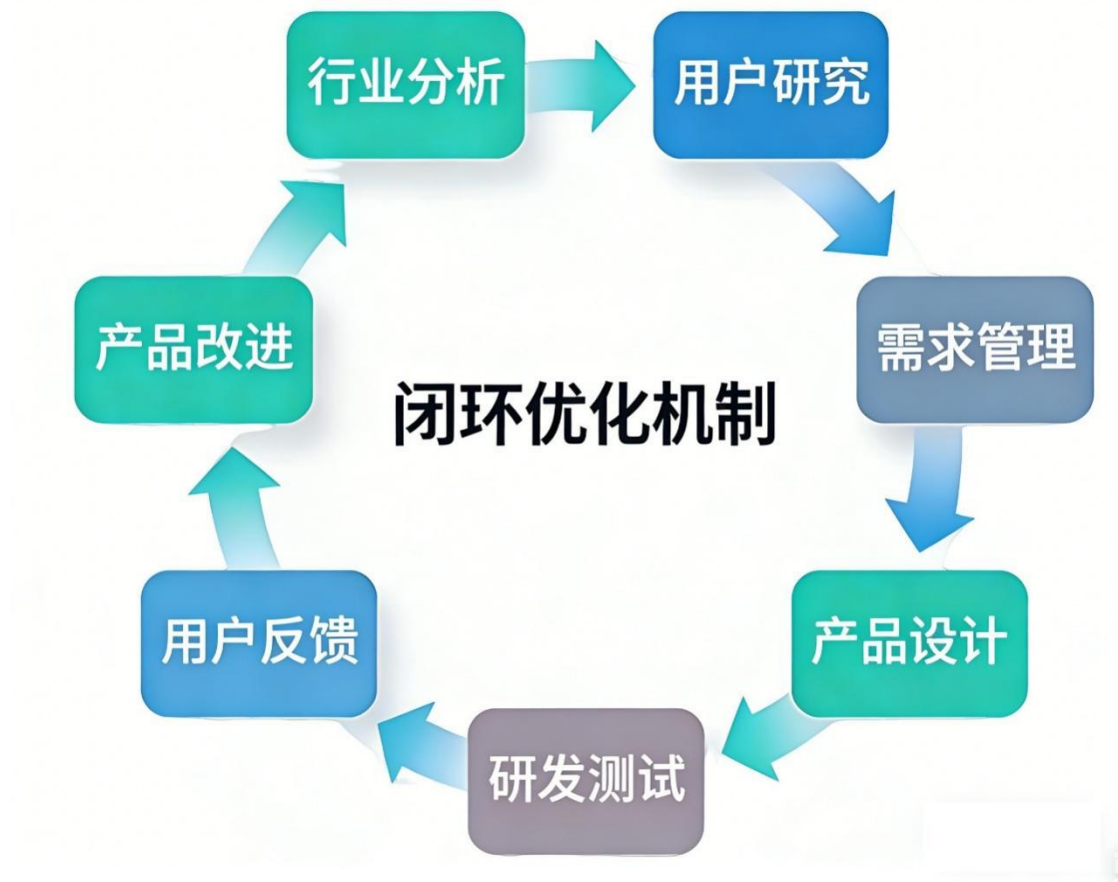 行业分析
用户研究
需求管理
产品设计
研发测试
用户反馈
产品改进
闭环优化机制